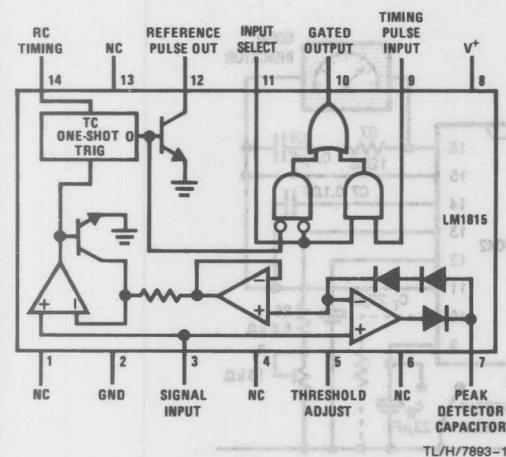 RC TIMING
NC
REFERENCE PULSE OUT
INPUT SELECT
GATED OUTPUT
TIMING PULSE INPUT
V+
14
13
12
11
10
9
8
TC
ONE-SHOT O
TRIG
LM1815
+
−
−
+
−
+
1
2
3
4
5
6
7
NC
GND
SIGNAL INPUT
NC
THRESHOLD ADJUST
NC
PEAK DETECTOR CAPACITOR
TL/H/7893–1